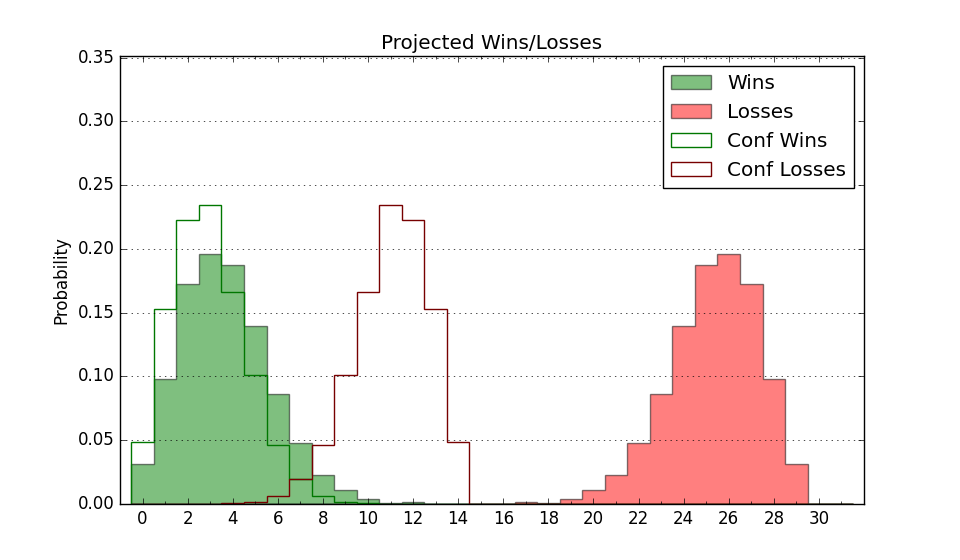 Projected Wins/Losses
0.35
0.30
0.25
0.20
0.15
0.10
0.05
0.00
Probability
Wins
Losses
Conf Wins
Conf Losses
0 2 4 6 8 10 12 14 16 18 20 22 24 26 28 30